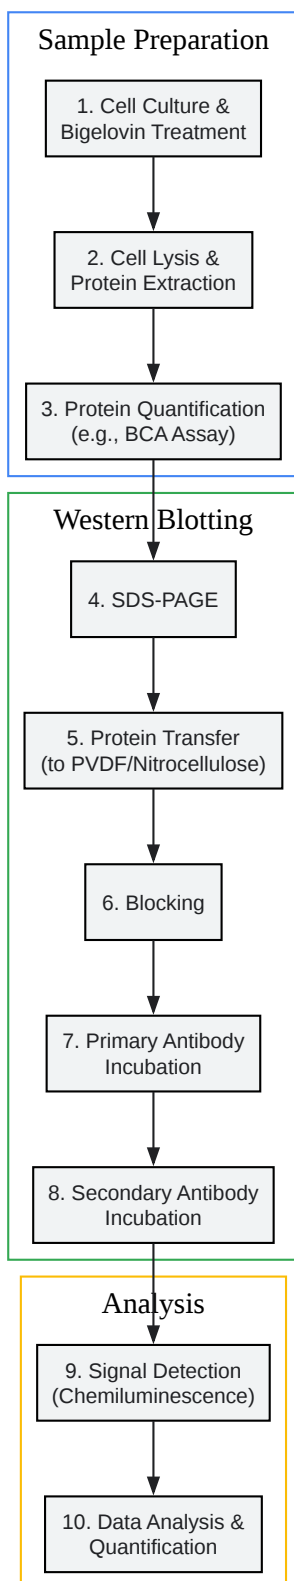 Sample Preparation
1. Cell Culture &
Bigelovin Treatment
2. Cell Lysis &
Protein Extraction
3. Protein Quantification
(e.g., BCA Assay)
Western Blotting
4. SDS-PAGE
5. Protein Transfer
(to PVDF/Nitrocellulose)
6. Blocking
7. Primary Antibody
Incubation
8. Secondary Antibody
Incubation
Analysis
9. Signal Detection
(Chemiluminescence)
10. Data Analysis &
Quantification